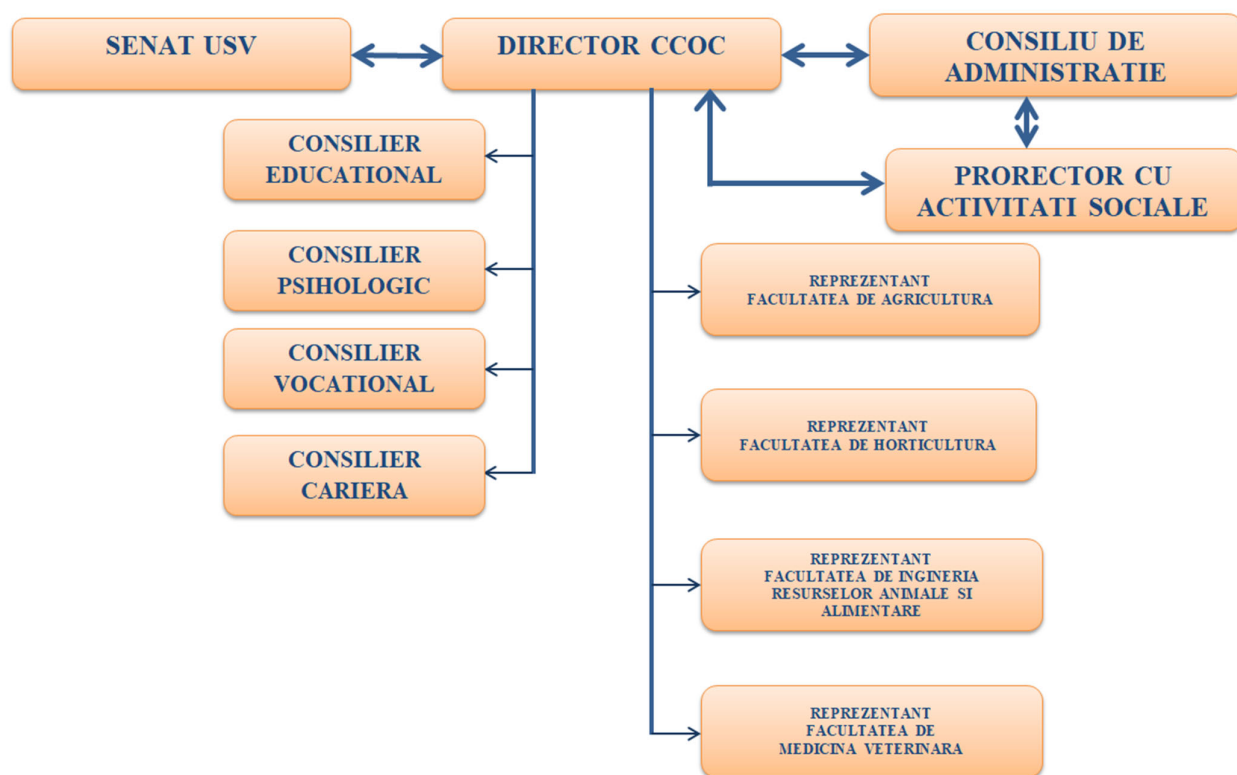 SENAT USV
DIRECTOR CCOC
CONSILIU DE
ADMINISTRATIE
PRORECTOR CU
ACTIVITATI SOCIALE
CONSILIER
EDUCATIONAL
CONSILIER
PSIHOLOGIC
CONSILIER
VOCATIONAL
CONSILIER
CARIERA
REPREZENTANT
FACULTATEA DE AGRICULTURA
REPREZENTANT
FACULTATEA DE HORTICULTURA
REPREZENTANT
FACULTATEA DE INGINERIA
RESURSELOR ANIMALE SI
ALIMENTARE
REPREZENTANT
FACULTATEA DE
MEDICINA VETERINARA